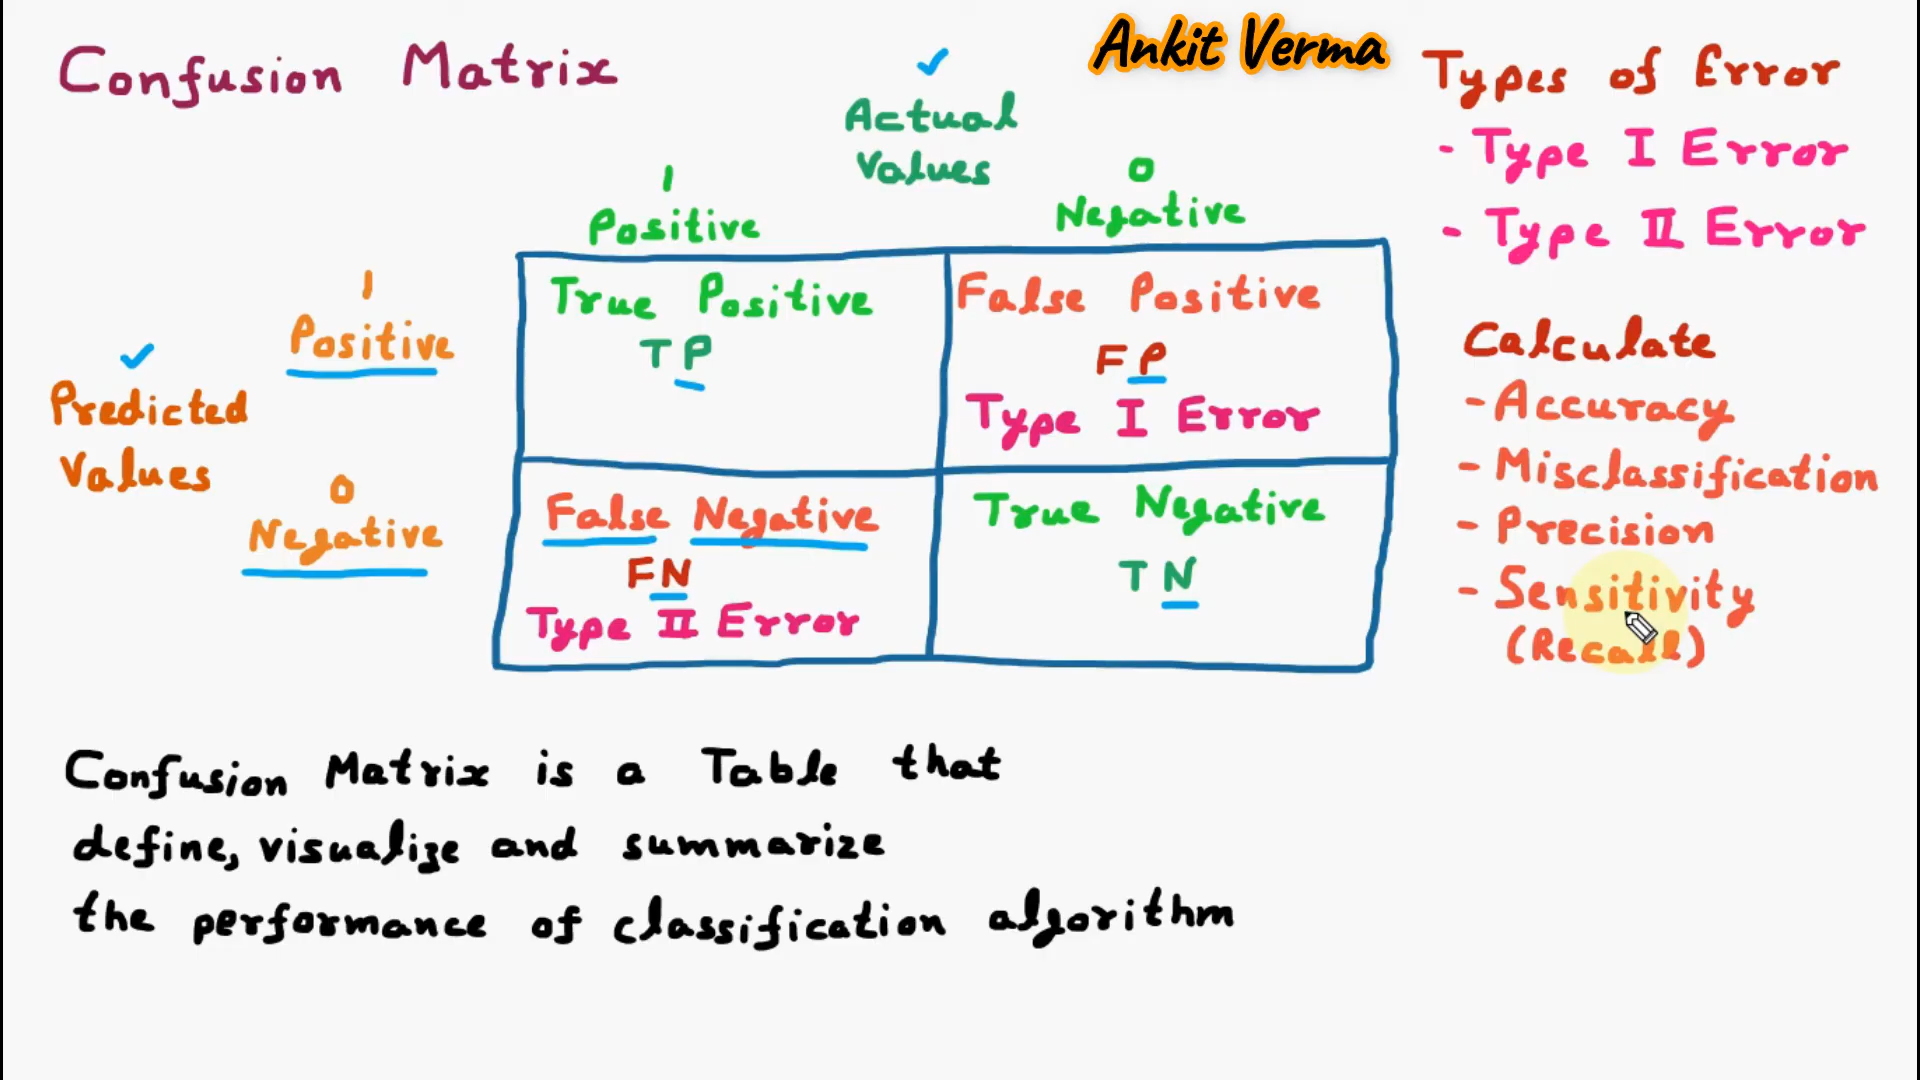 Confusion Matrix
Ankit Verma
Actual
Values
1
Positive
0
Negative
1
Positive
Predicted
Values
0
Negative
True Positive
TP
False Positive
FP
Type I Error
False Negative
FN
Type II Error
True Negative
TN
Types of Error
- Type I Error
- Type II Error
Calculate
- Accuracy
- Misclassification
- Precision
- Sensitivity
(Recall)
Confusion Matrix is a Table that
define, visualize and summarize
the performance of classification algorithm